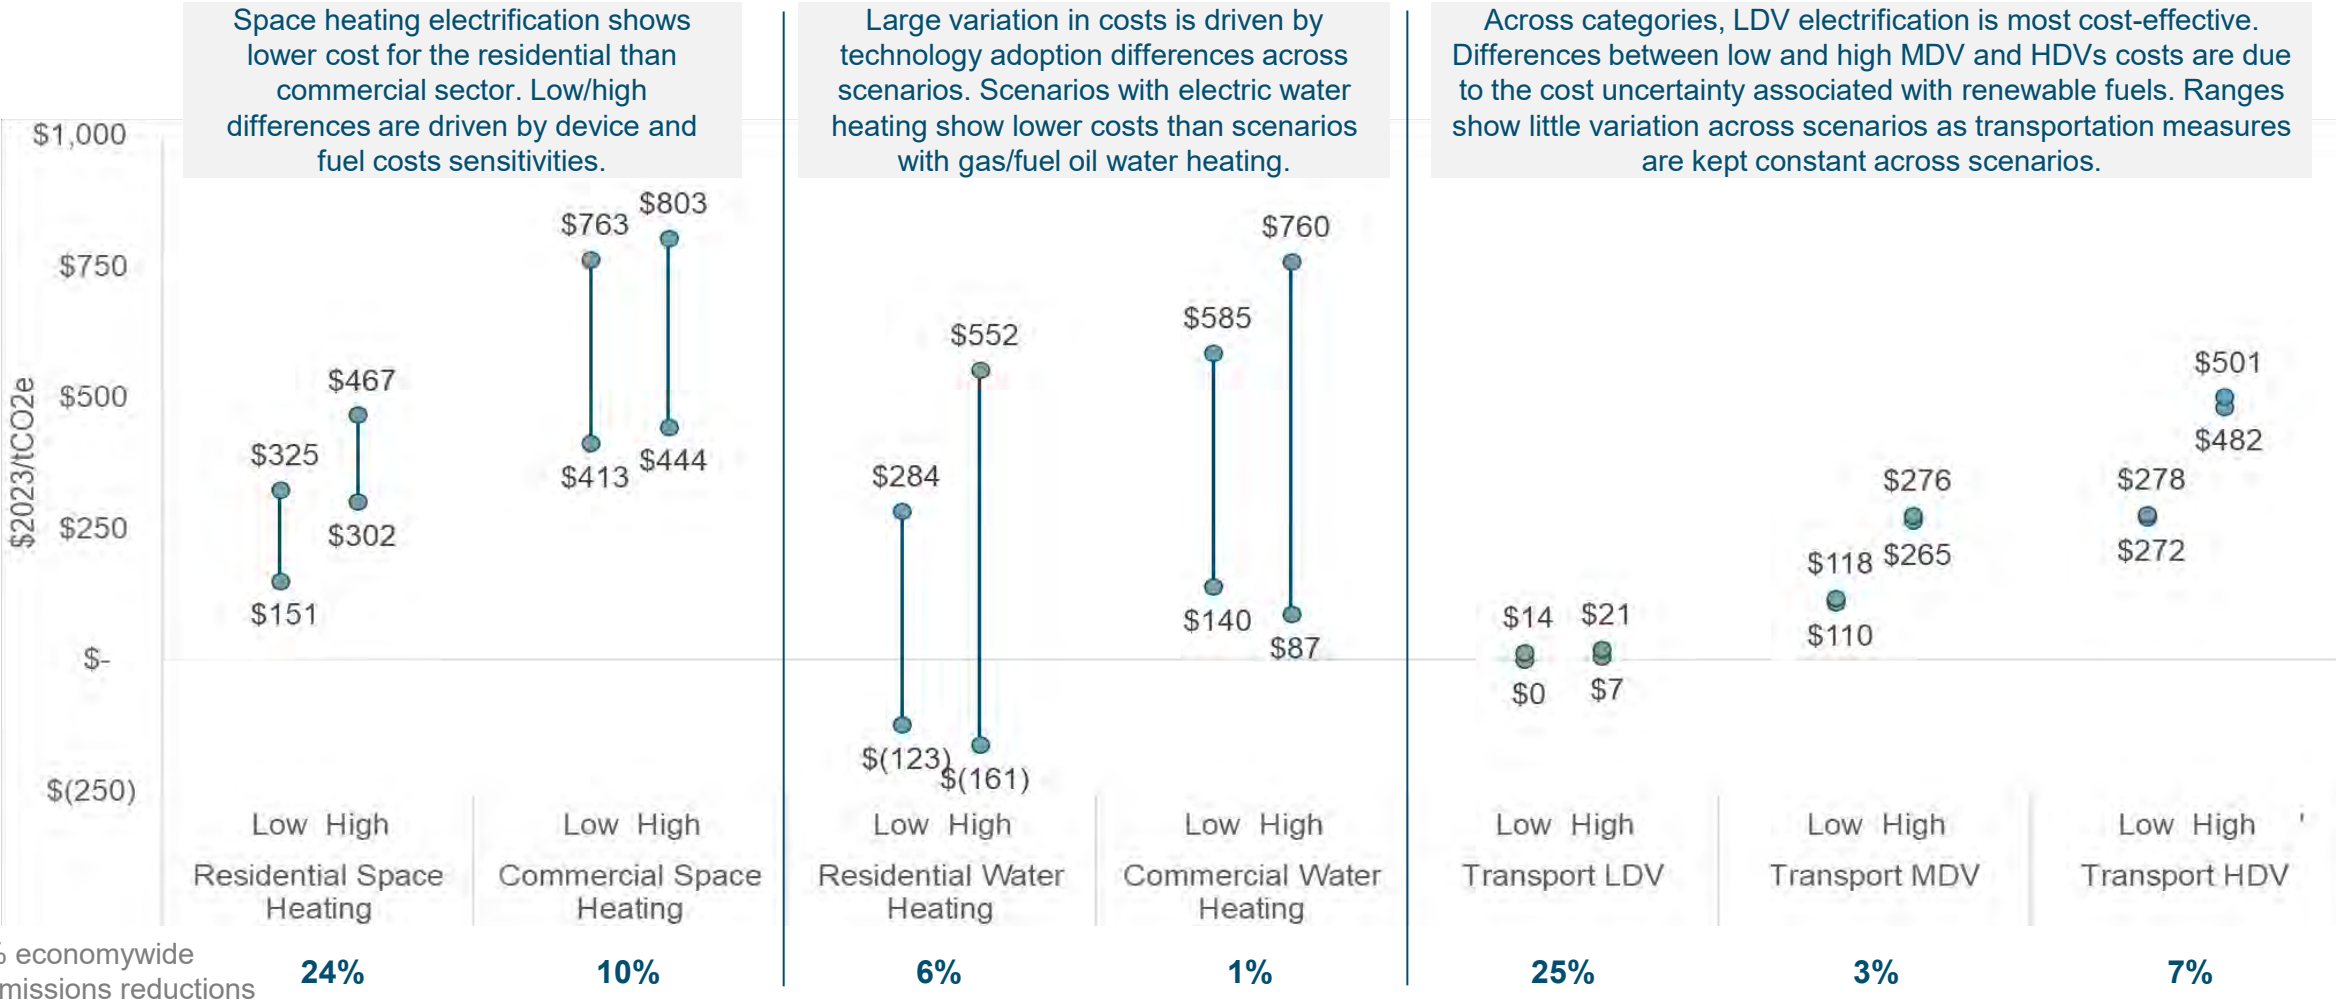 Space heating electrification shows
lower cost for the residential than
commercial sector. Low/high
differences are driven by device and
fuel costs sensitivities.
Large variation in costs is driven by
technology adoption differences across
scenarios. Scenarios with electric water
heating show lower costs than scenarios
with gas/fuel oil water heating.
Across categories, LDV electrification is most cost-effective.
Differences between low and high MDV and HDVs costs are due
to the cost uncertainty associated with renewable fuels. Ranges
show little variation across scenarios as transportation measures
are kept constant across scenarios.
$2023/tCO2e
$1,000
$750
$500
$250
$-
$(250)
$325
$151
$467
$302
$763
$413
$803
$444
$284
$(123)
$552
$(161)
$585
$140
$760
$87
$14
$0
$21
$7
$118
$110
$276
$265
$278
$272
$501
$482
Low High
Low High
Low High
Low High
Low High
Low High
Low High
Residential Space
Heating
Commercial Space
Heating
Residential Water
Heating
Commercial Water
Heating
Transport LDV
Transport MDV
Transport HDV
% economywide
missions reductions
24%
10%
6%
1%
25%
3%
7%